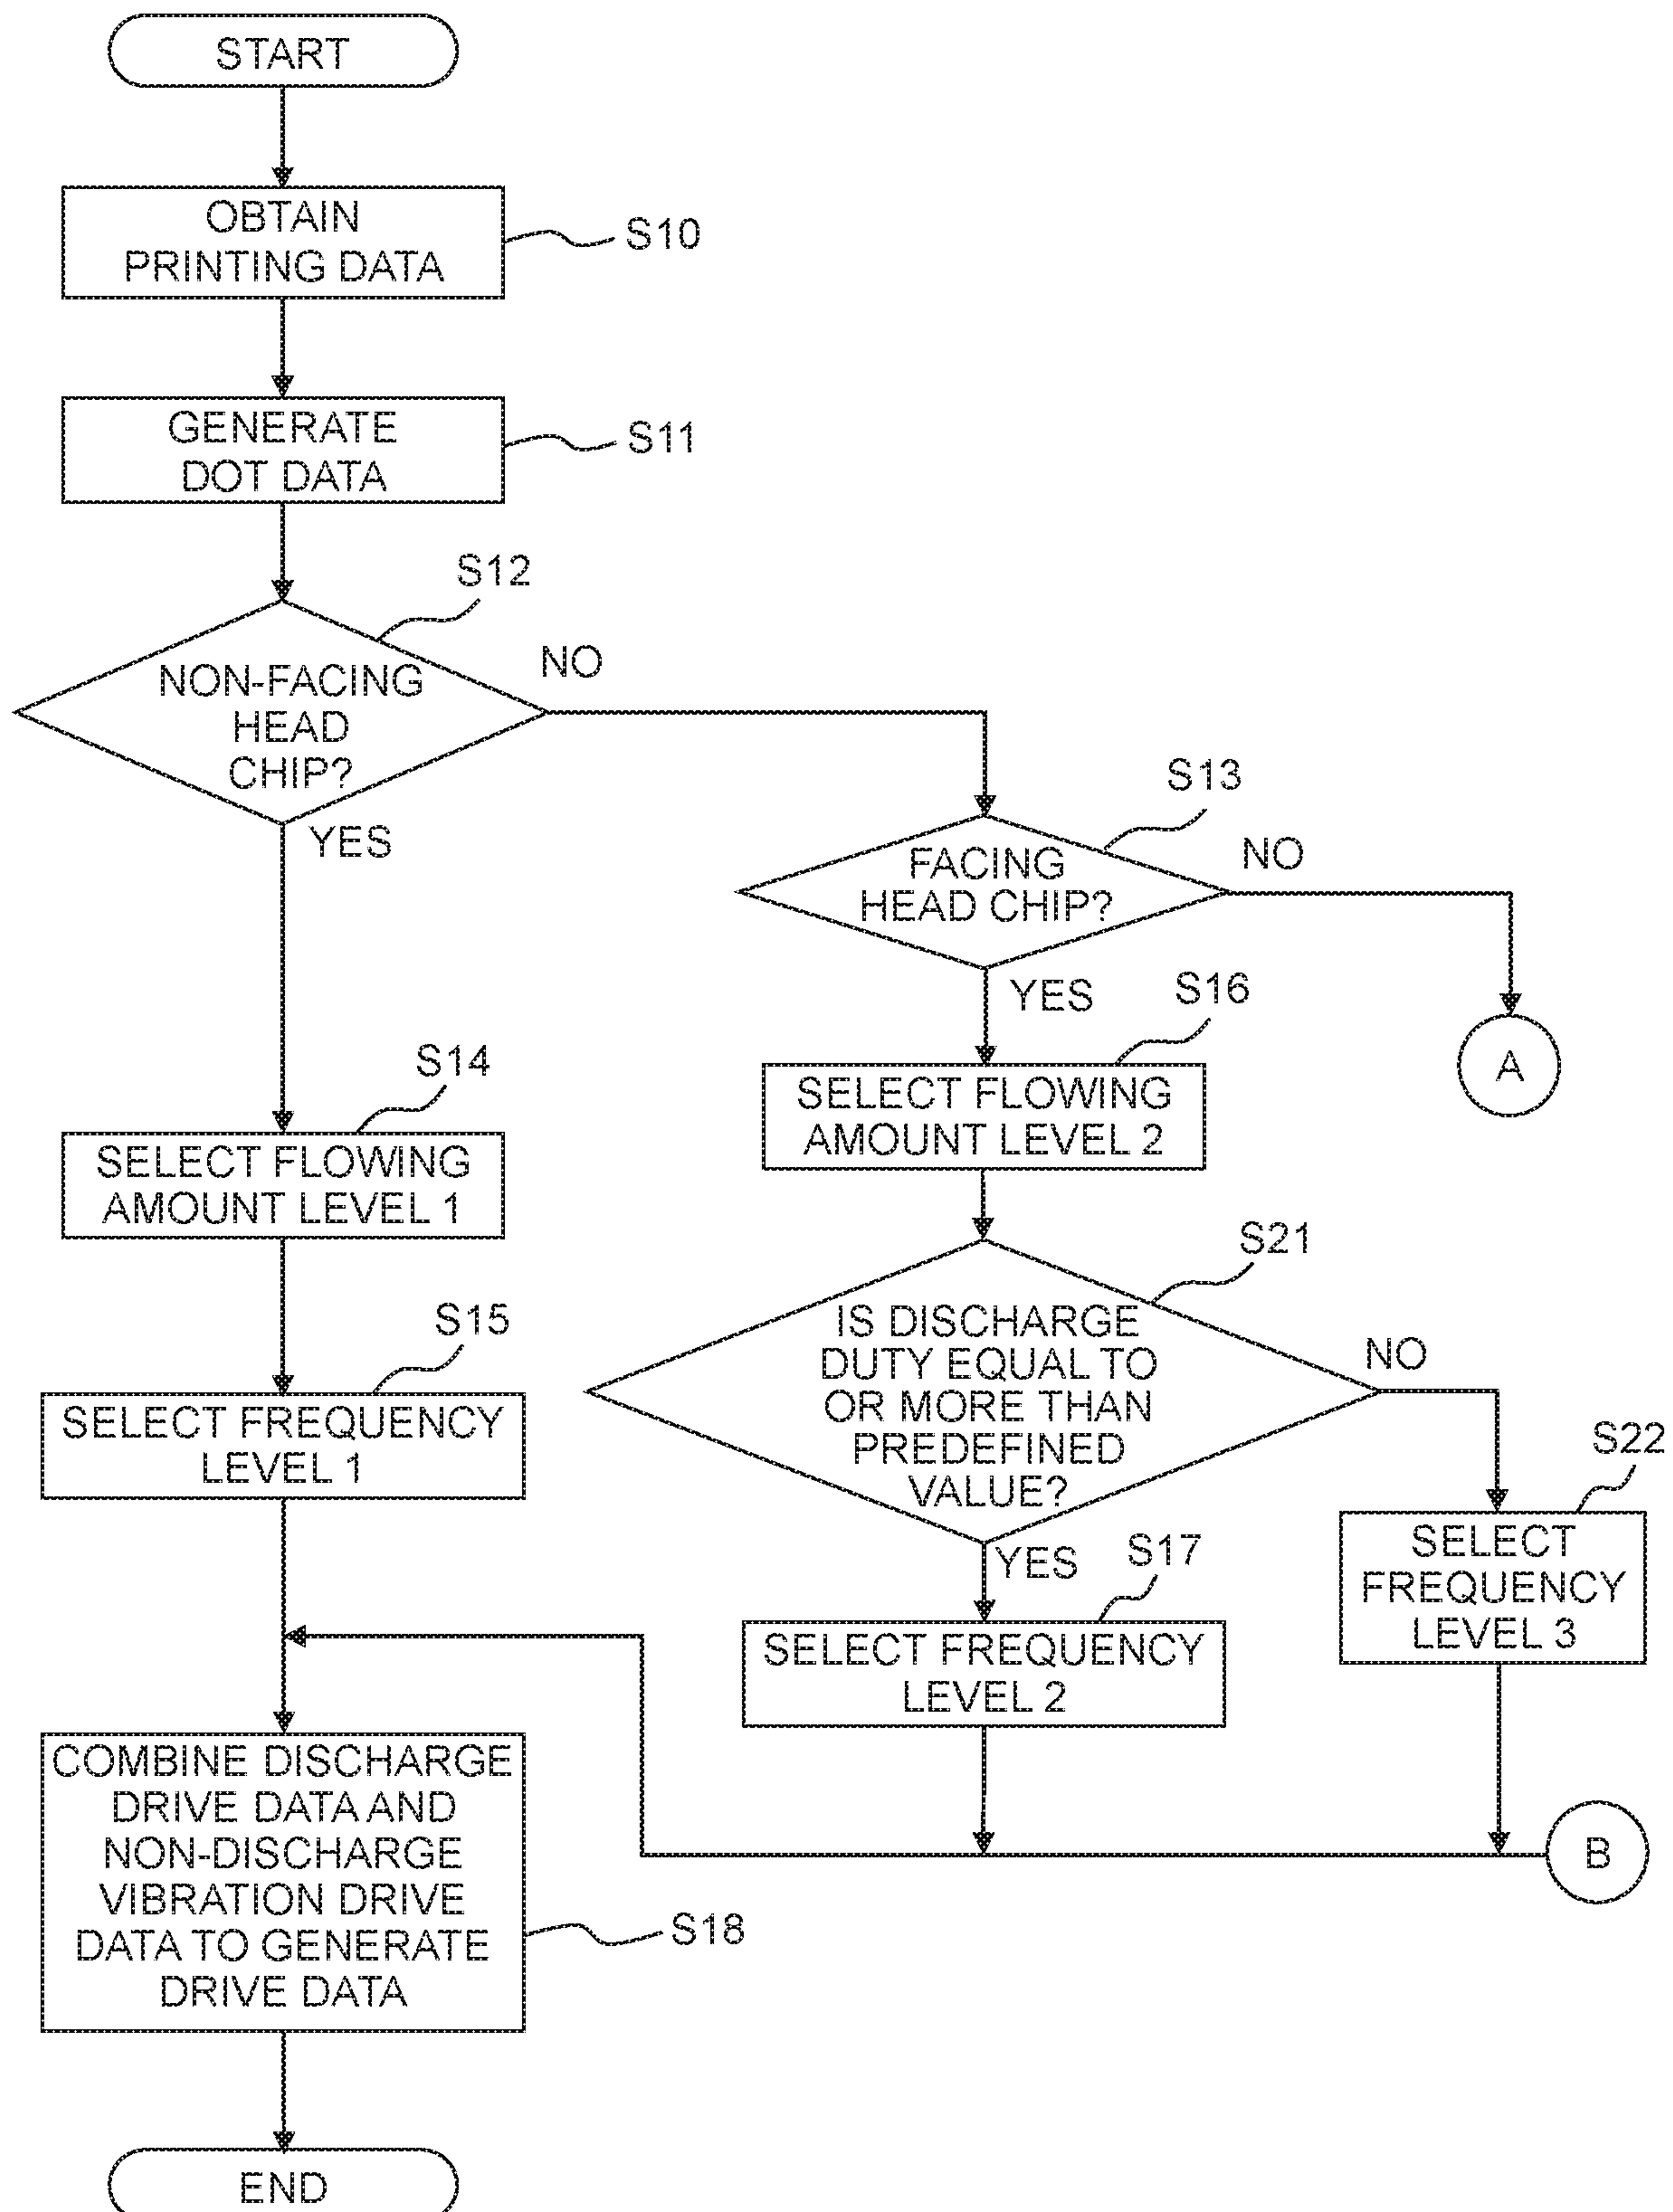 START
OBTAIN
PRINTING DATA
S10
GENERATE
DOT DATA
S11
S12
NON-FACING
HEAD
CHIP?
NO
YES
S13
FACING
HEAD CHIP?
NO
YES
A
S14
SELECT FLOWING
AMOUNT LEVEL 1
S16
SELECT FLOWING
AMOUNT LEVEL 2
S15
SELECT FREQUENCY
LEVEL 1
S21
IS DISCHARGE
DUTY EQUAL TO
OR MORE THAN
PREDEFINED
VALUE?
NO
YES
S17
SELECT FREQUENCY
LEVEL 2
S22
SELECT
FREQUENCY
LEVEL 3
B
COMBINE DISCHARGE
DRIVE DATA AND
NON-DISCHARGE
VIBRATION DRIVE
DATA TO GENERATE
DRIVE DATA
S18
END